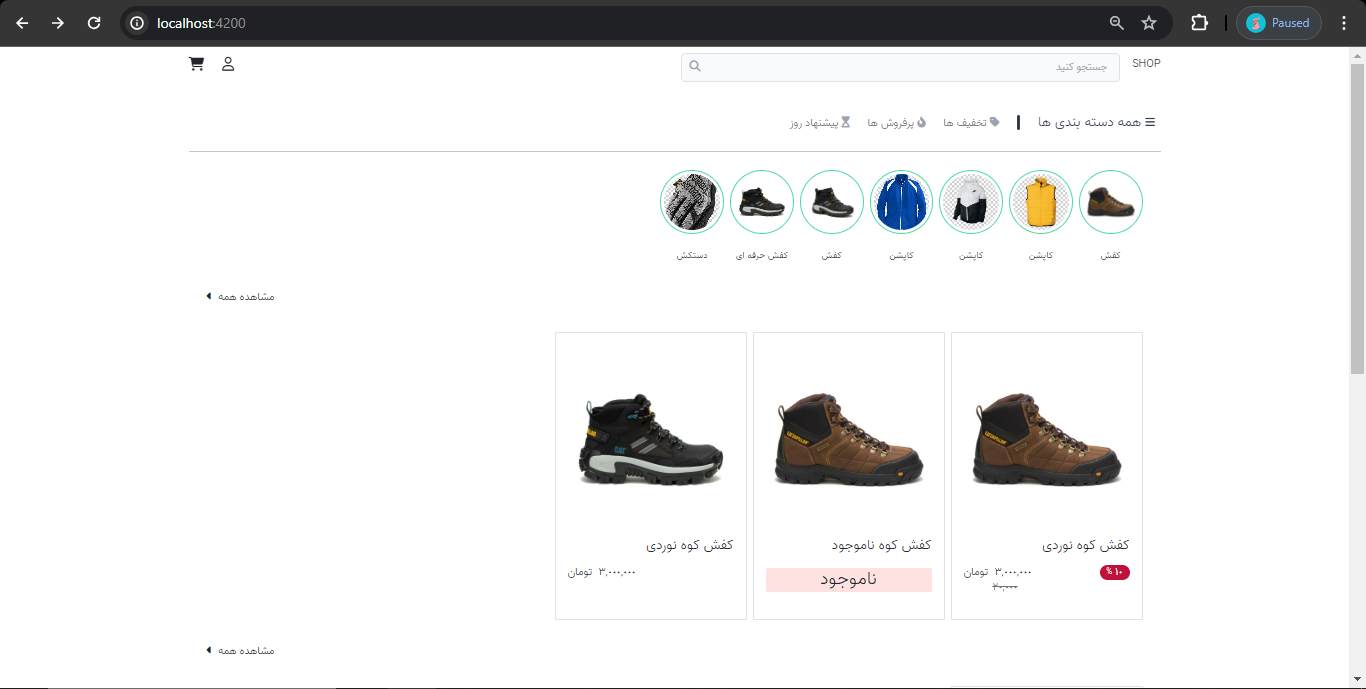 localhost:4200
Paused
SHOP
جستجو کنید
همه دسته بندی ها
تخفیف ها
پرفروش ها
پیشنهاد روز
کفش
کاپشن
کاپشن
کاپشن
کفش
کفش حرفه ای
دستکش
مشاهده همه
کفش کوه نوردی
۱۰ %
۳,۰۰۰,۰۰۰ تومان
۲۰,۰۰۰
کفش کوه ناموجود
ناموجود
کفش کوه نوردی
۳,۰۰۰,۰۰۰ تومان
مشاهده همه